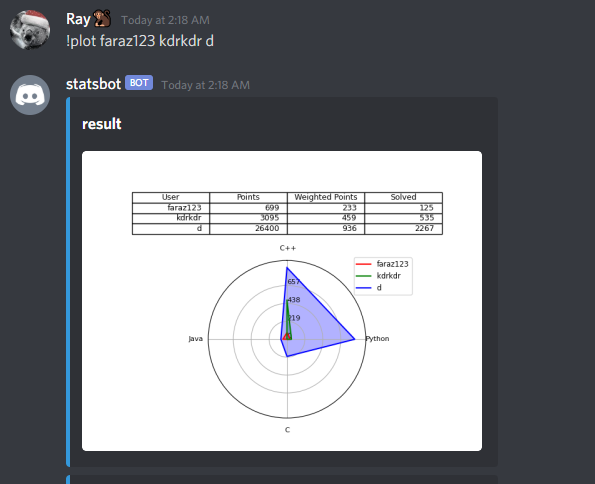 Ray Today at 2:18 AM
!plot faraz123 kdrkdr d
statsbot BOT Today at 2:18 AM
result
User Points Weighted Points Solved
faraz123 699 233 125
kdrkdr 3095 459 535
d 26400 936 2267
C++
faraz123
kdrkdr
d
657
438
219
Java
Python
C